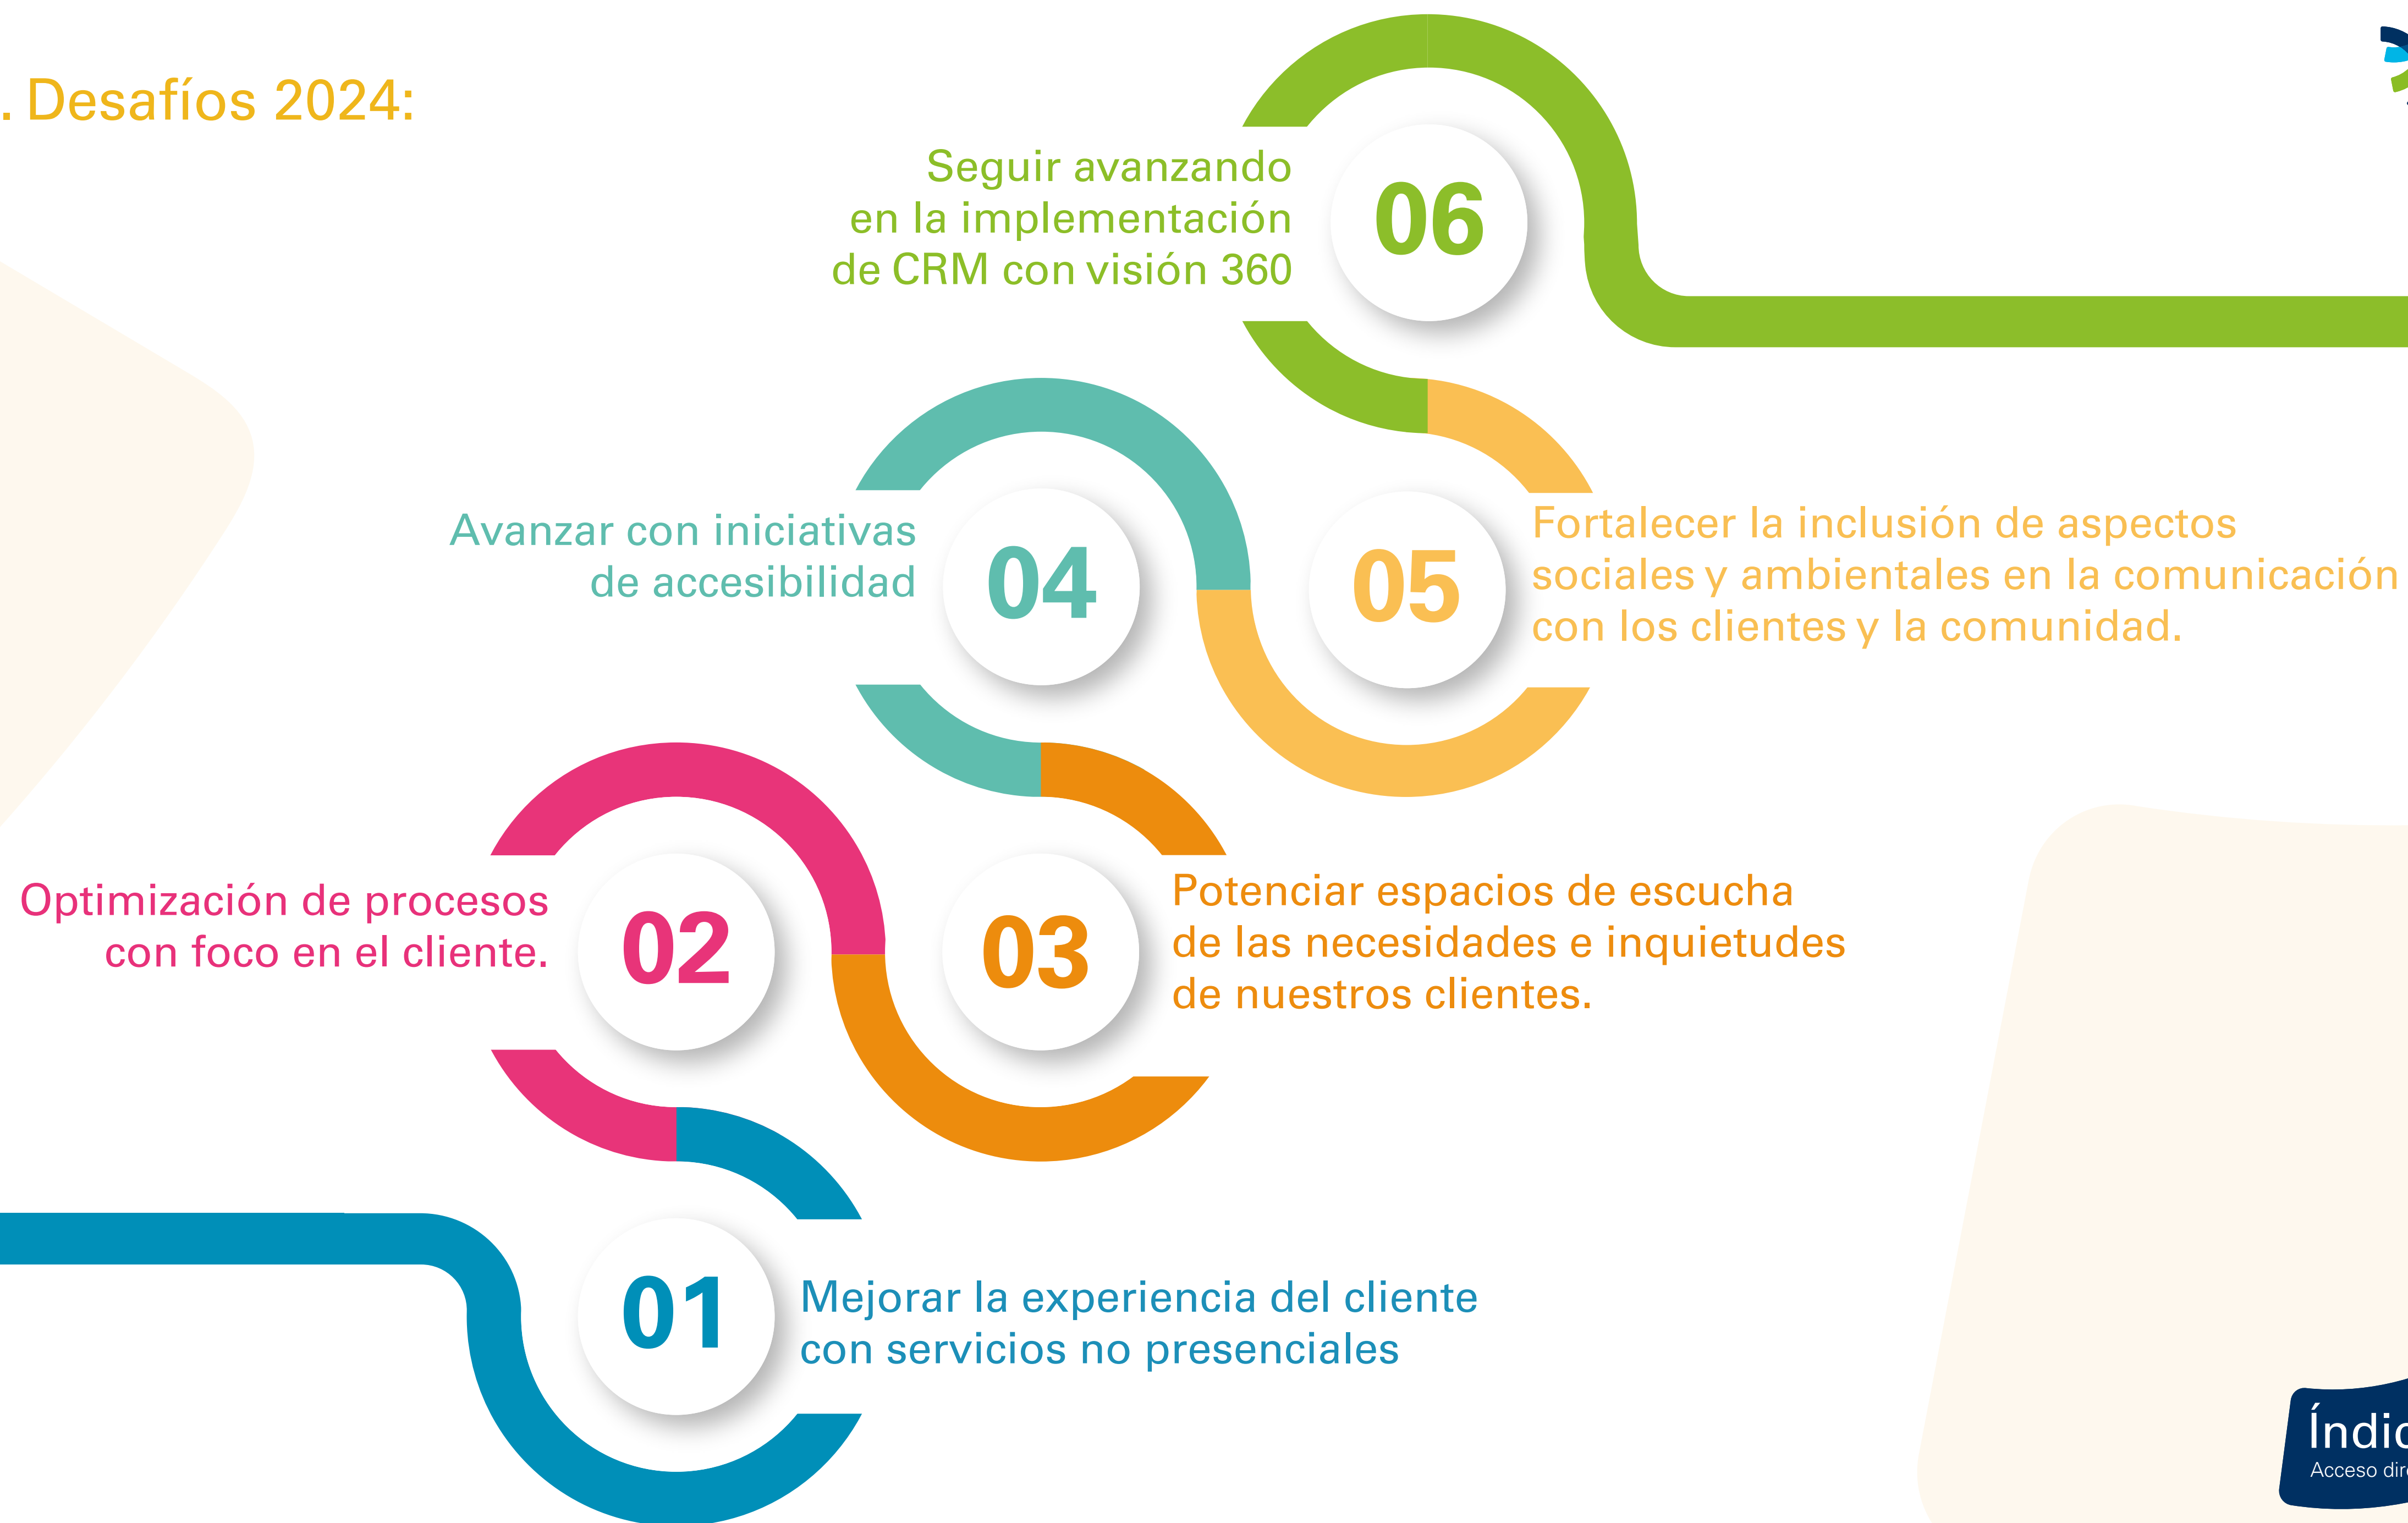 . Desafíos 2024:
Seguir avanzando
en la implementación
de CRM con visión 360
06
Avanzar con iniciativas
de accesibilidad
04
05
Fortalecer la inclusión de aspectos
sociales y ambientales en la comunicación
con los clientes y la comunidad.
Optimización de procesos
con foco en el cliente.
02
03
Potenciar espacios de escucha
de las necesidades e inquietudes
de nuestros clientes.
01
Mejorar la experiencia del cliente
con servicios no presenciales
Acceso